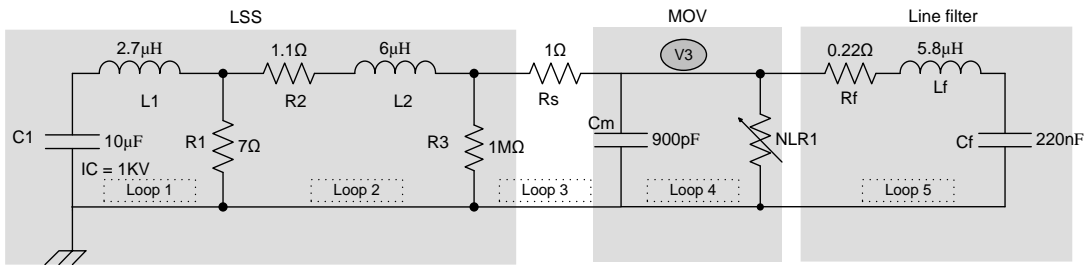 LSS
MOV
Line filter
2.7μH
L1
1.1Ω
R2
6μH
L2
1Ω
Rs
V3
0.22Ω
Rf
5.8μH
Lf
C1
10μF
IC = 1KV
R1
7Ω
R3
1MΩ
Cm
900pF
NLR1
Cf
220nF
Loop 1
Loop 2
Loop 3
Loop 4
Loop 5